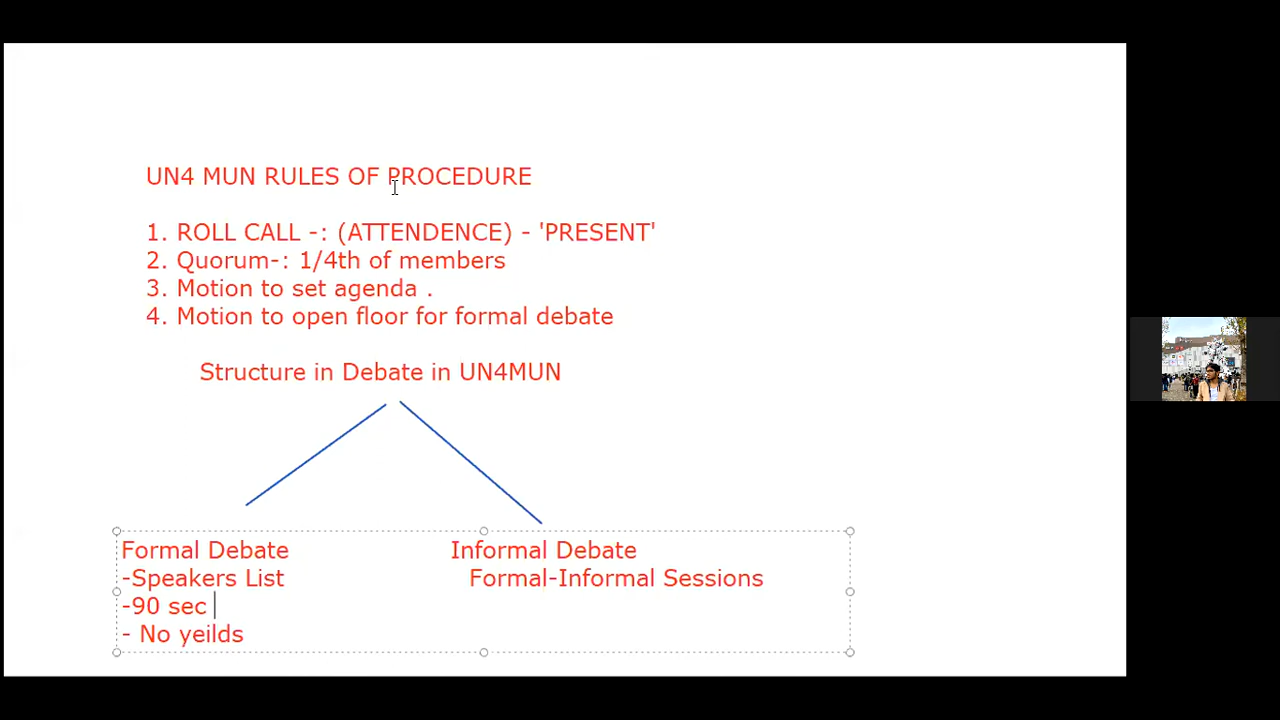 UN4 MUN RULES OF PROCEDURE
1. ROLL CALL -: (ATTENDENCE) - 'PRESENT'
2. Quorum-: 1/4th of members
3. Motion to set agenda .
4. Motion to open floor for formal debate
Structure in Debate in UN4MUN
Formal Debate Informal Debate
-Speakers List Formal-Informal Sessions
-90 sec
- No yeilds